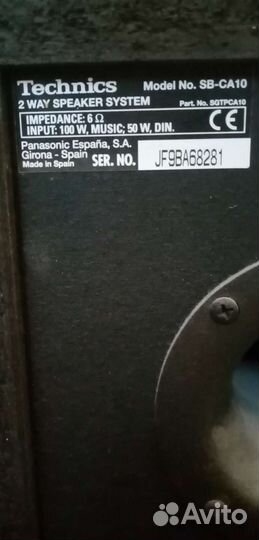 Technics Model No. SB-CA10
2 WAY SPEAKER SYSTEM Part. No. SGTPCA10
IMPEDANCE: 6 Ω
INPUT: 100 W, MUSIC; 50 W, DIN. CE
Panasonic España, S.A.
Girona - Spain
Made in Spain SER. NO. JF9BA68281
Avito